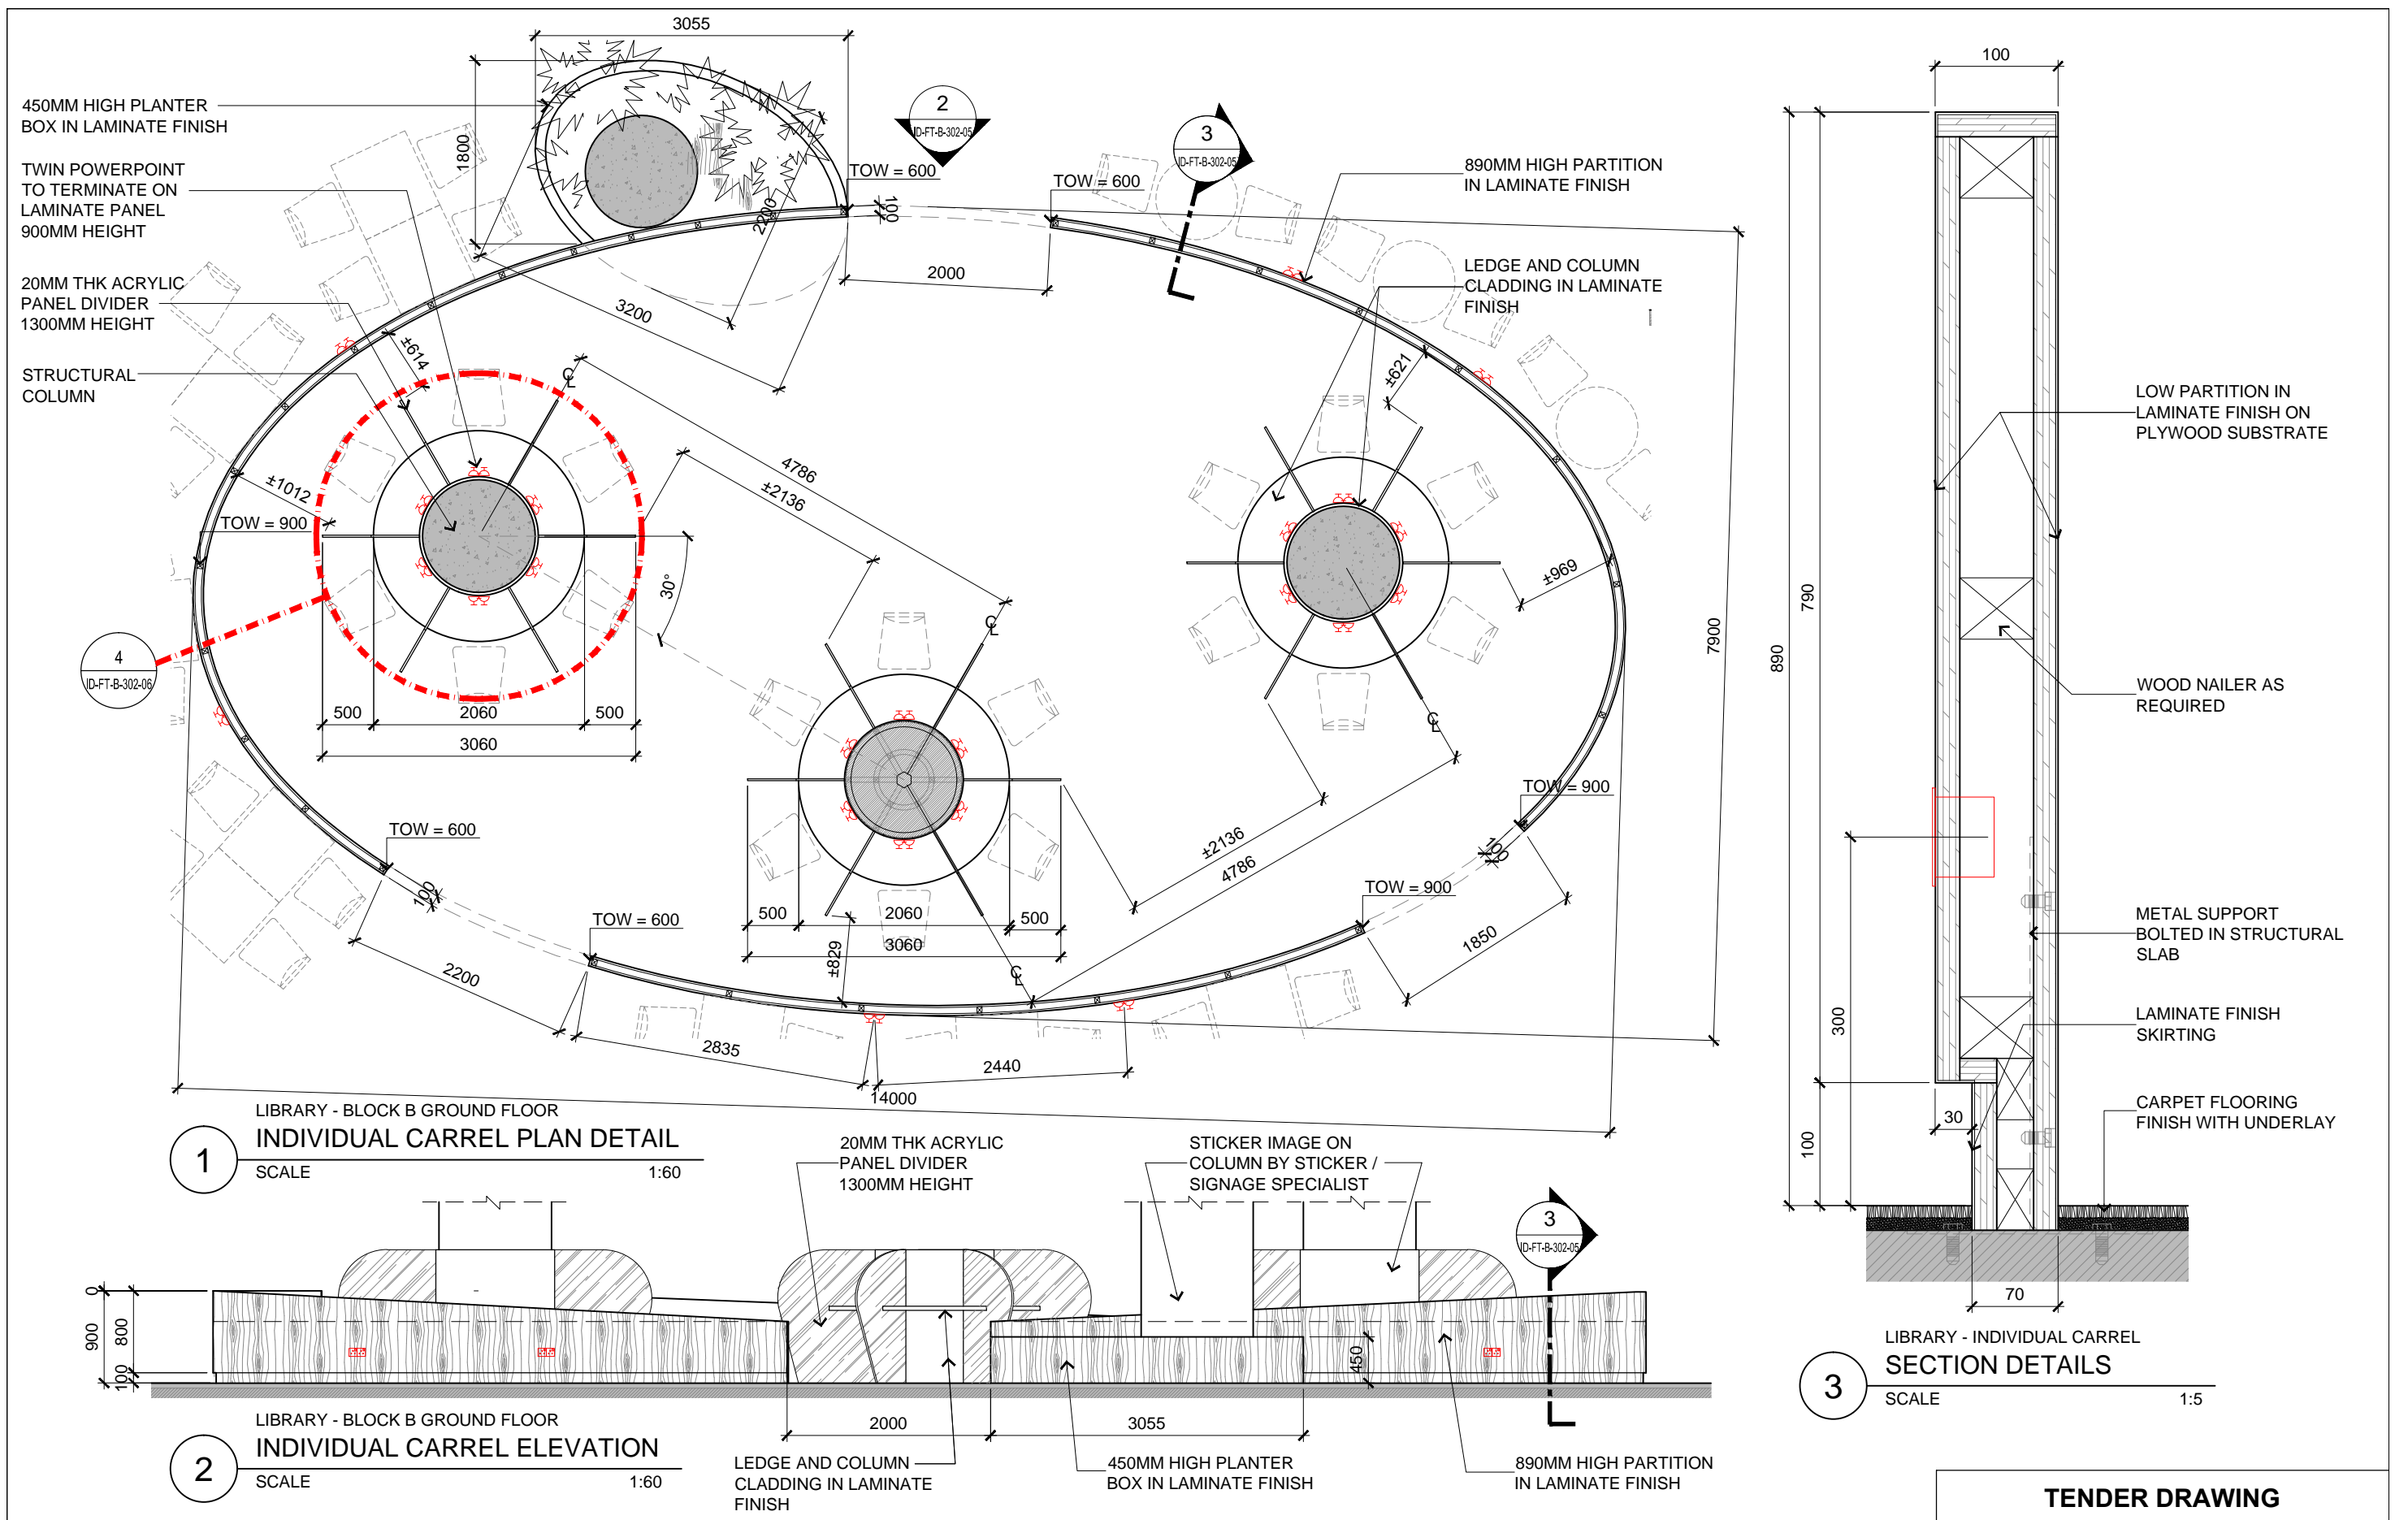 3055
450MM HIGH PLANTER
BOX IN LAMINATE FINISH
1800
TWIN POWERPOINT
TO TERMINATE ON
LAMINATE PANEL
900MM HEIGHT
20MM THK ACRYLIC
PANEL DIVIDER
1300MM HEIGHT
STRUCTURAL
COLUMN
2
ID-FT-B-302-05
3
ID-FT-B-302-05
TOW = 600
TOW = 600
100
2200
2000
3200
890MM HIGH PARTITION
IN LAMINATE FINISH
LEDGE AND COLUMN
CLADDING IN LAMINATE
FINISH
±614
±621
CL
4786
±2136
±1012
TOW = 900
30°
±969
7900
4
ID-FT-B-302-06
CL
CL
500
2060
500
3060
TOW = 900
TOW = 600
100
±2136
4786
100
TOW = 900
TOW = 600
500
2060
500
3060
±829
CL
1850
2200
2835
2440
14000
1
LIBRARY - BLOCK B GROUND FLOOR
INDIVIDUAL CARREL PLAN DETAIL
SCALE 1:60
20MM THK ACRYLIC
PANEL DIVIDER
1300MM HEIGHT
STICKER IMAGE ON
COLUMN BY STICKER /
SIGNAGE SPECIALIST
3
ID-FT-B-302-05
0
900
800
100
450
2000
3055
2
LIBRARY - BLOCK B GROUND FLOOR
INDIVIDUAL CARREL ELEVATION
SCALE 1:60
LEDGE AND COLUMN
CLADDING IN LAMINATE
FINISH
450MM HIGH PLANTER
BOX IN LAMINATE FINISH
890MM HIGH PARTITION
IN LAMINATE FINISH
100
890
790
LOW PARTITION IN
LAMINATE FINISH ON
PLYWOOD SUBSTRATE
WOOD NAILER AS
REQUIRED
METAL SUPPORT
BOLTED IN STRUCTURAL
SLAB
300
LAMINATE FINISH
SKIRTING
30
100
CARPET FLOORING
FINISH WITH UNDERLAY
70
3
LIBRARY - INDIVIDUAL CARREL
SECTION DETAILS
SCALE 1:5
TENDER DRAWING